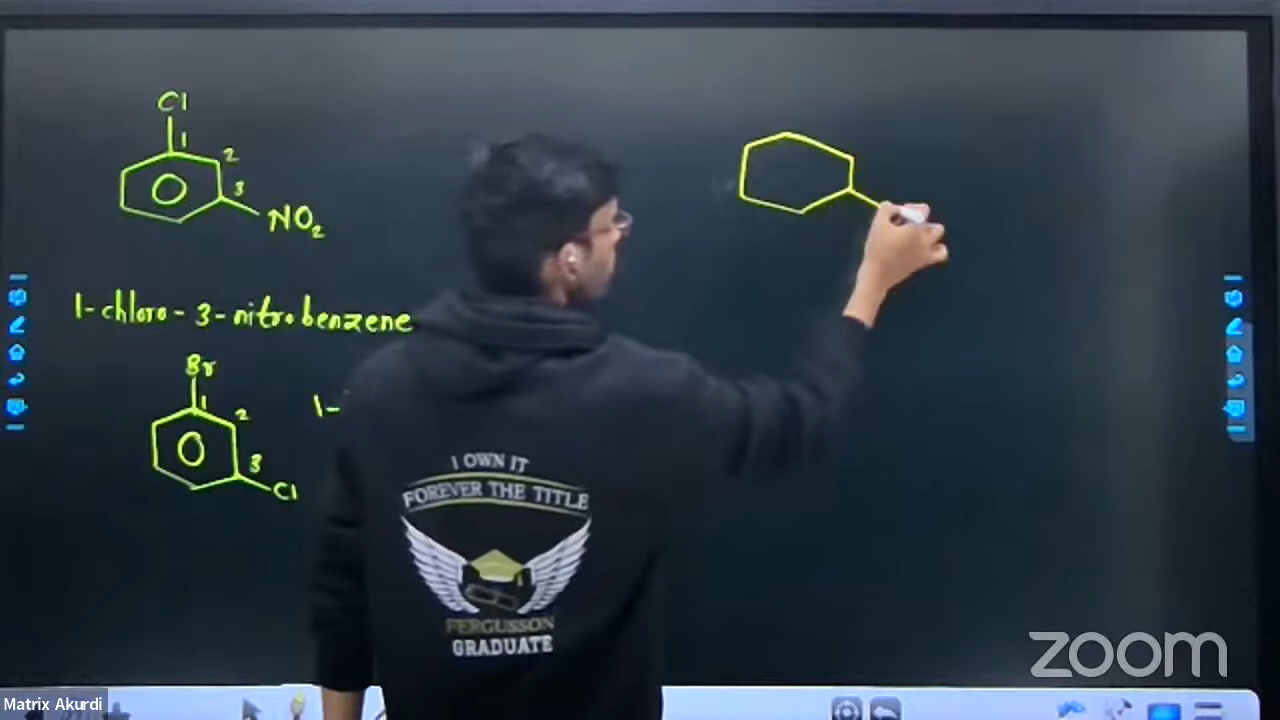 Cl
1
2
3
NO2
1-chloro-3-nitrobenzene
Br
1
2
3
Cl
1-
I OWN IT
FOREVER THE TITLE
FERGUSSON
GRADUATE
zoom
Matrix Akurdi